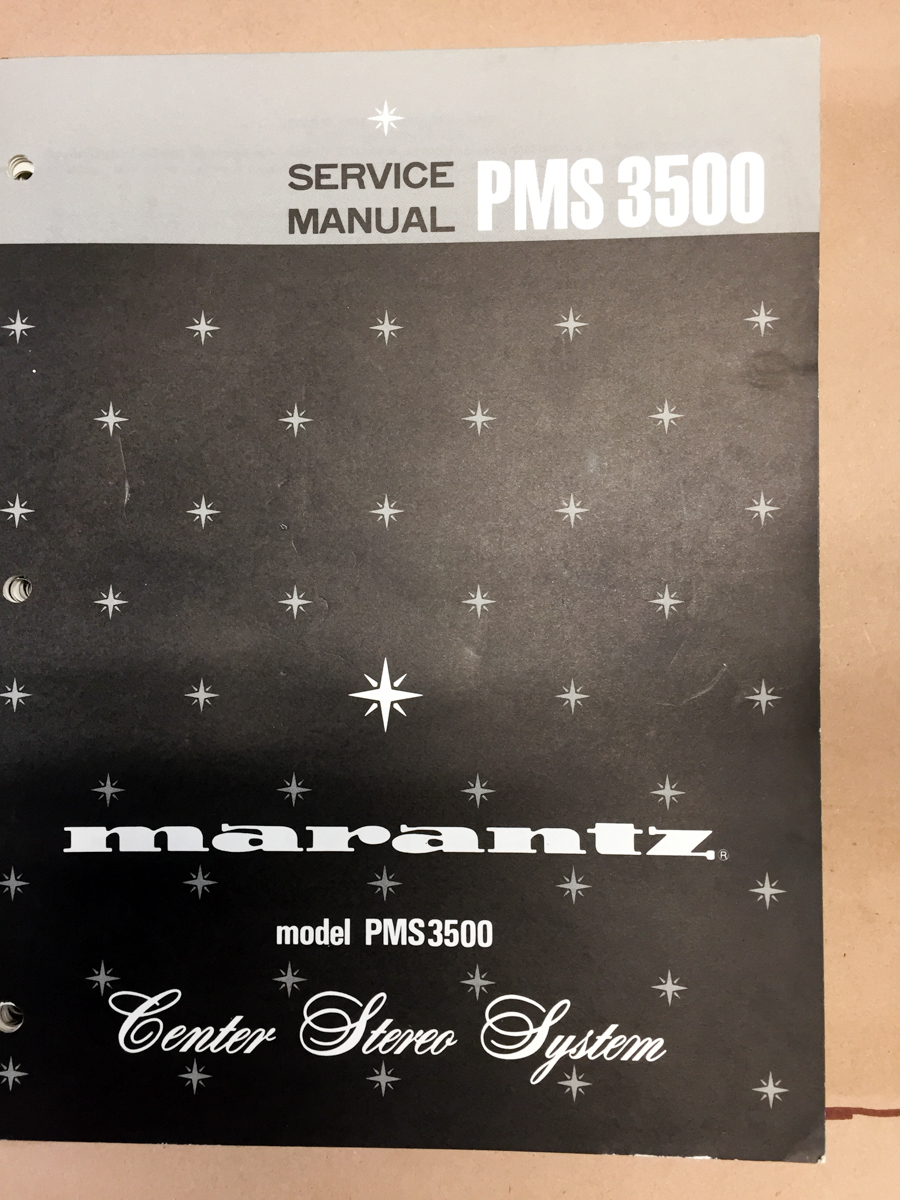 SERVICE
MANUAL
PMS 3500
marantz®
model PMS3500
Center Stereo System